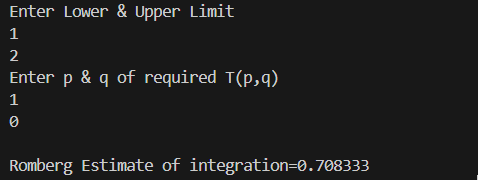 Enter Lower & Upper Limit
1
2
Enter p & q of required T(p,q)
1
0
Romberg Estimate of integration=0.708333